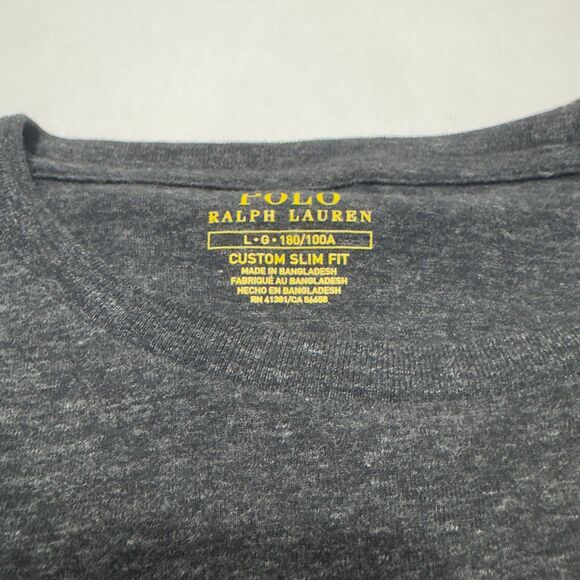 POLO
RALPH LAUREN
L • G • 180/100A
CUSTOM SLIM FIT
MADE IN BANGLADESH
FABRIQUÉ AU BANGLADESH
HECHO EN BANGLADESH
RN 41381/CA 56658